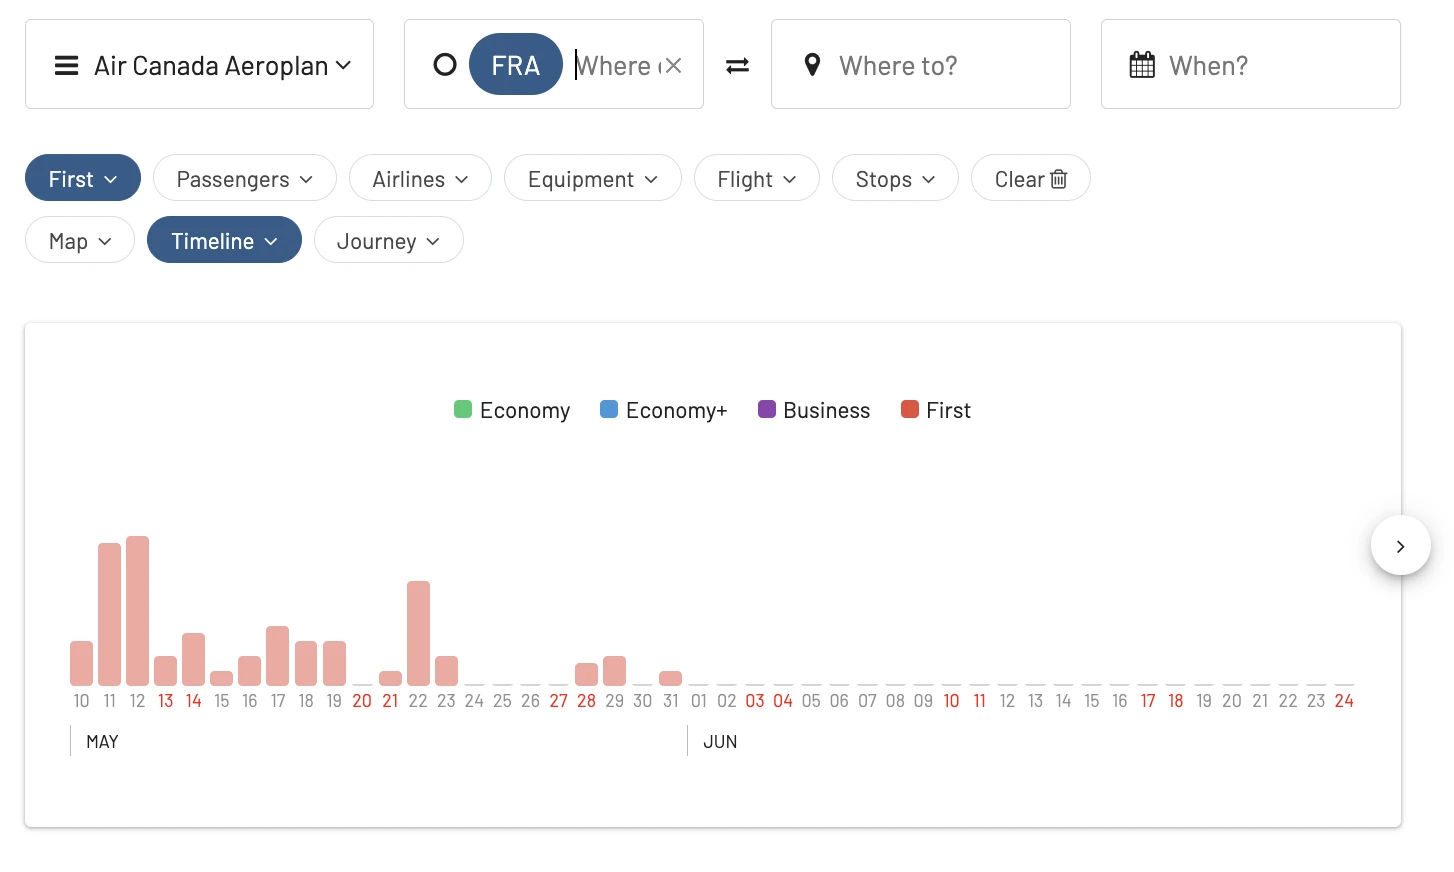 Air Canada Aeroplan FRA Where Where to? When?
First Passengers Airlines Equipment Flight Stops Clear
Map Timeline Journey
Economy Economy+ Business First
10 11 12 13 14 15 16 17 18 19 20 21 22 23 24 25 26 27 28 29 30 31 01 02 03 04 05 06 07 08 09 10 11 12 13 14 15 16 17 18 19 20 21 22 23 24
MAY JUN